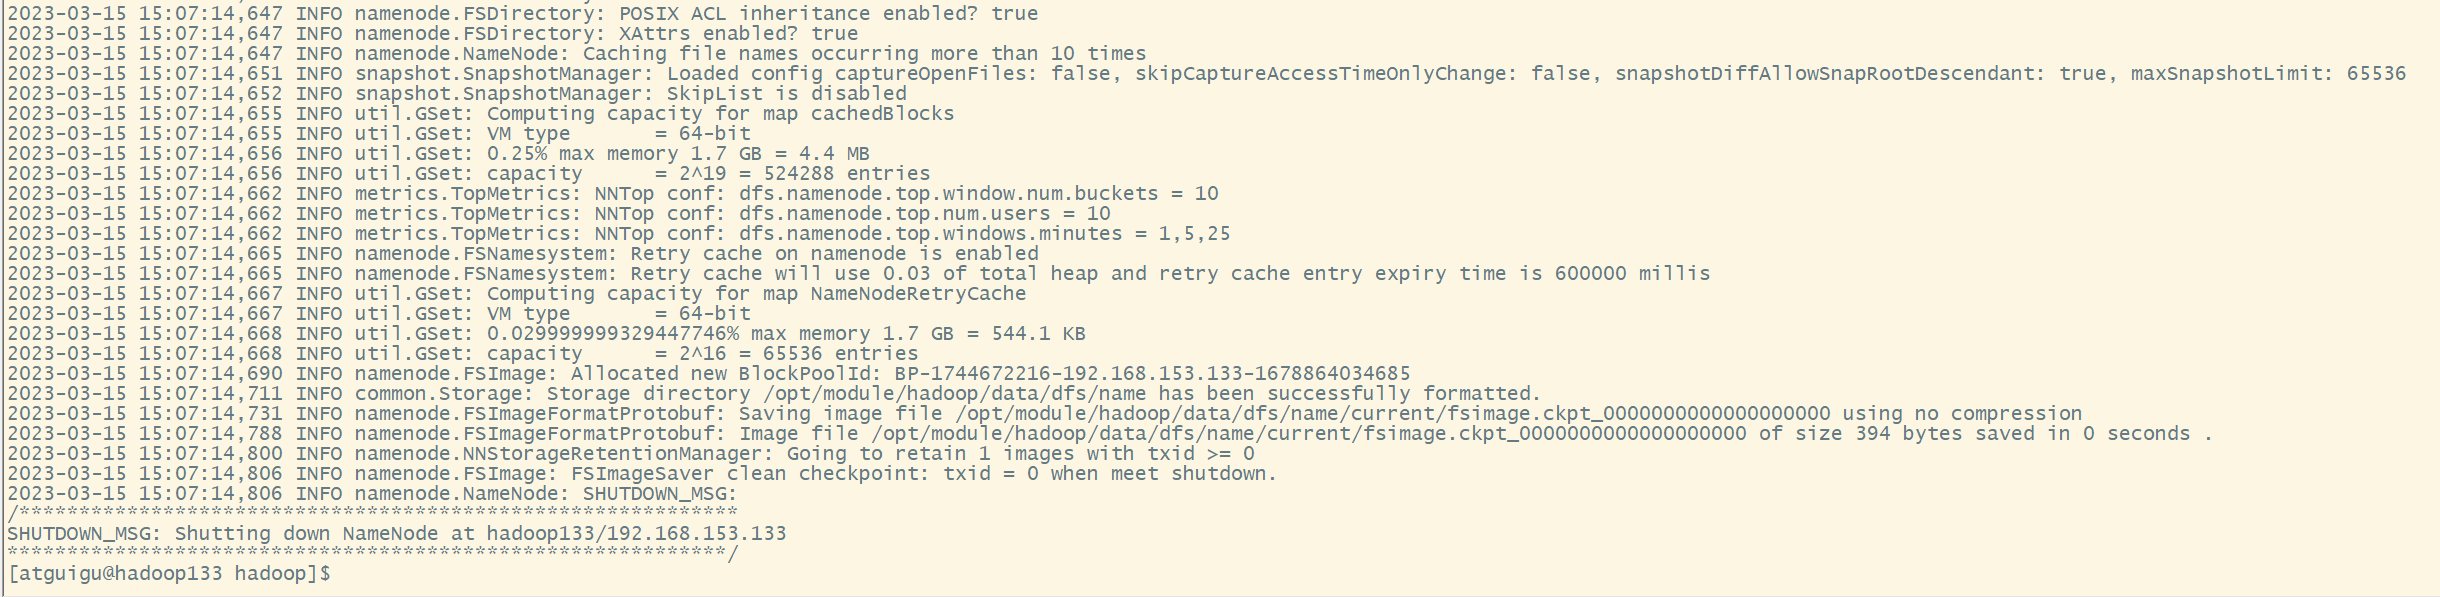 2023-03-15 15:07:14,647 INFO namenode.FSDirectory: POSIX ACL inheritance enabled? true
2023-03-15 15:07:14,647 INFO namenode.FSDirectory: XAttrs enabled? true
2023-03-15 15:07:14,647 INFO namenode.NameNode: Caching file names occurring more than 10 times
2023-03-15 15:07:14,651 INFO snapshot.SnapshotManager: Loaded config captureOpenFiles: false, skipCaptureAccessTimeOnlyChange: false, snapshotDiffAllowSnapRootDescendant: true, maxSnapshotLimit: 65536
2023-03-15 15:07:14,652 INFO snapshot.SnapshotManager: SkipList is disabled
2023-03-15 15:07:14,655 INFO util.GSet: Computing capacity for map cachedBlocks
2023-03-15 15:07:14,655 INFO util.GSet: VM type       = 64-bit
2023-03-15 15:07:14,656 INFO util.GSet: 0.25% max memory 1.7 GB = 4.4 MB
2023-03-15 15:07:14,656 INFO util.GSet: capacity      = 2^19 = 524288 entries
2023-03-15 15:07:14,662 INFO metrics.TopMetrics: NNTop conf: dfs.namenode.top.window.num.buckets = 10
2023-03-15 15:07:14,662 INFO metrics.TopMetrics: NNTop conf: dfs.namenode.top.num.users = 10
2023-03-15 15:07:14,662 INFO metrics.TopMetrics: NNTop conf: dfs.namenode.top.windows.minutes = 1,5,25
2023-03-15 15:07:14,665 INFO namenode.FSNamesystem: Retry cache on namenode is enabled
2023-03-15 15:07:14,665 INFO namenode.FSNamesystem: Retry cache will use 0.03 of total heap and retry cache entry expiry time is 600000 millis
2023-03-15 15:07:14,667 INFO util.GSet: Computing capacity for map NameNodeRetryCache
2023-03-15 15:07:14,667 INFO util.GSet: VM type       = 64-bit
2023-03-15 15:07:14,668 INFO util.GSet: 0.029999999329447746% max memory 1.7 GB = 544.1 KB
2023-03-15 15:07:14,668 INFO util.GSet: capacity      = 2^16 = 65536 entries
2023-03-15 15:07:14,690 INFO namenode.FSImage: Allocated new BlockPoolId: BP-1744672216-192.168.153.133-1678864034685
2023-03-15 15:07:14,711 INFO common.Storage: Storage directory /opt/module/hadoop/data/dfs/name has been successfully formatted.
2023-03-15 15:07:14,731 INFO namenode.FSImageFormatProtobuf: Saving image file /opt/module/hadoop/data/dfs/name/current/fsimage.ckpt_0000000000000000000 using no compression
2023-03-15 15:07:14,788 INFO namenode.FSImageFormatProtobuf: Image file /opt/module/hadoop/data/dfs/name/current/fsimage.ckpt_0000000000000000000 of size 394 bytes saved in 0 seconds .
2023-03-15 15:07:14,800 INFO namenode.NNStorageRetentionManager: Going to retain 1 images with txid >= 0
2023-03-15 15:07:14,806 INFO namenode.FSImage: FSImageSaver clean checkpoint: txid = 0 when meet shutdown.
2023-03-15 15:07:14,806 INFO namenode.NameNode: SHUTDOWN_MSG:
/************************************************************
SHUTDOWN_MSG: Shutting down NameNode at hadoop133/192.168.153.133
************************************************************/
[atguigu@hadoop133 hadoop]$